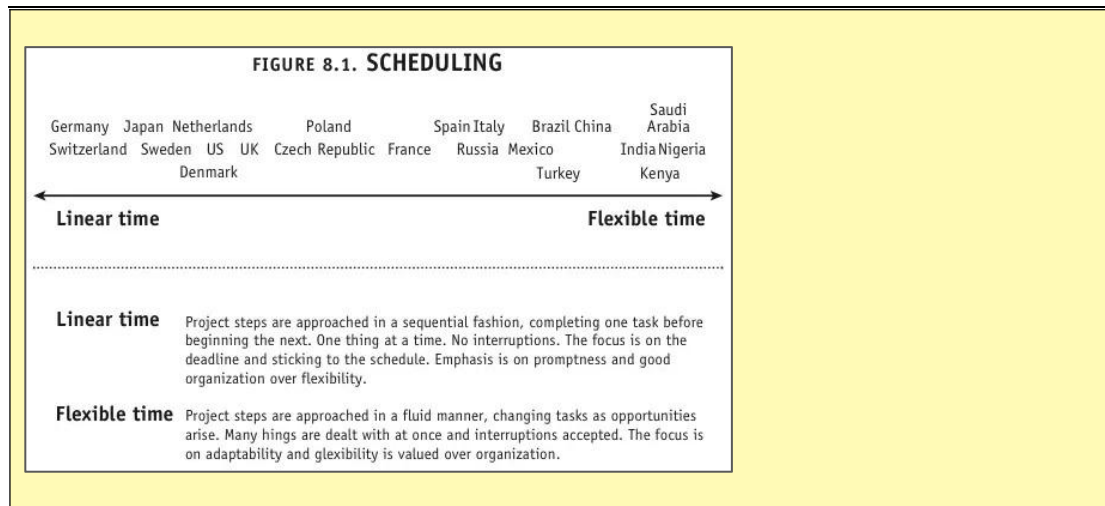 FIGURE 8.1. SCHEDULING
Saudi
Germany Japan Netherlands Poland Spain Italy Brazil China Arabia
Switzerland Sweden US UK Czech Republic France Russia Mexico India Nigeria
Denmark Turkey Kenya
Linear time Flexible time
Linear time Project steps are approached in a sequential fashion, completing one task before
beginning the next. One thing at a time. No interruptions. The focus is on the
deadline and sticking to the schedule. Emphasis is on promptness and good
organization over flexibility.
Flexible time Project steps are approached in a fluid manner, changing tasks as opportunities
arise. Many hings are dealt with at once and interruptions accepted. The focus is
on adaptability and glexibility is valued over organization.